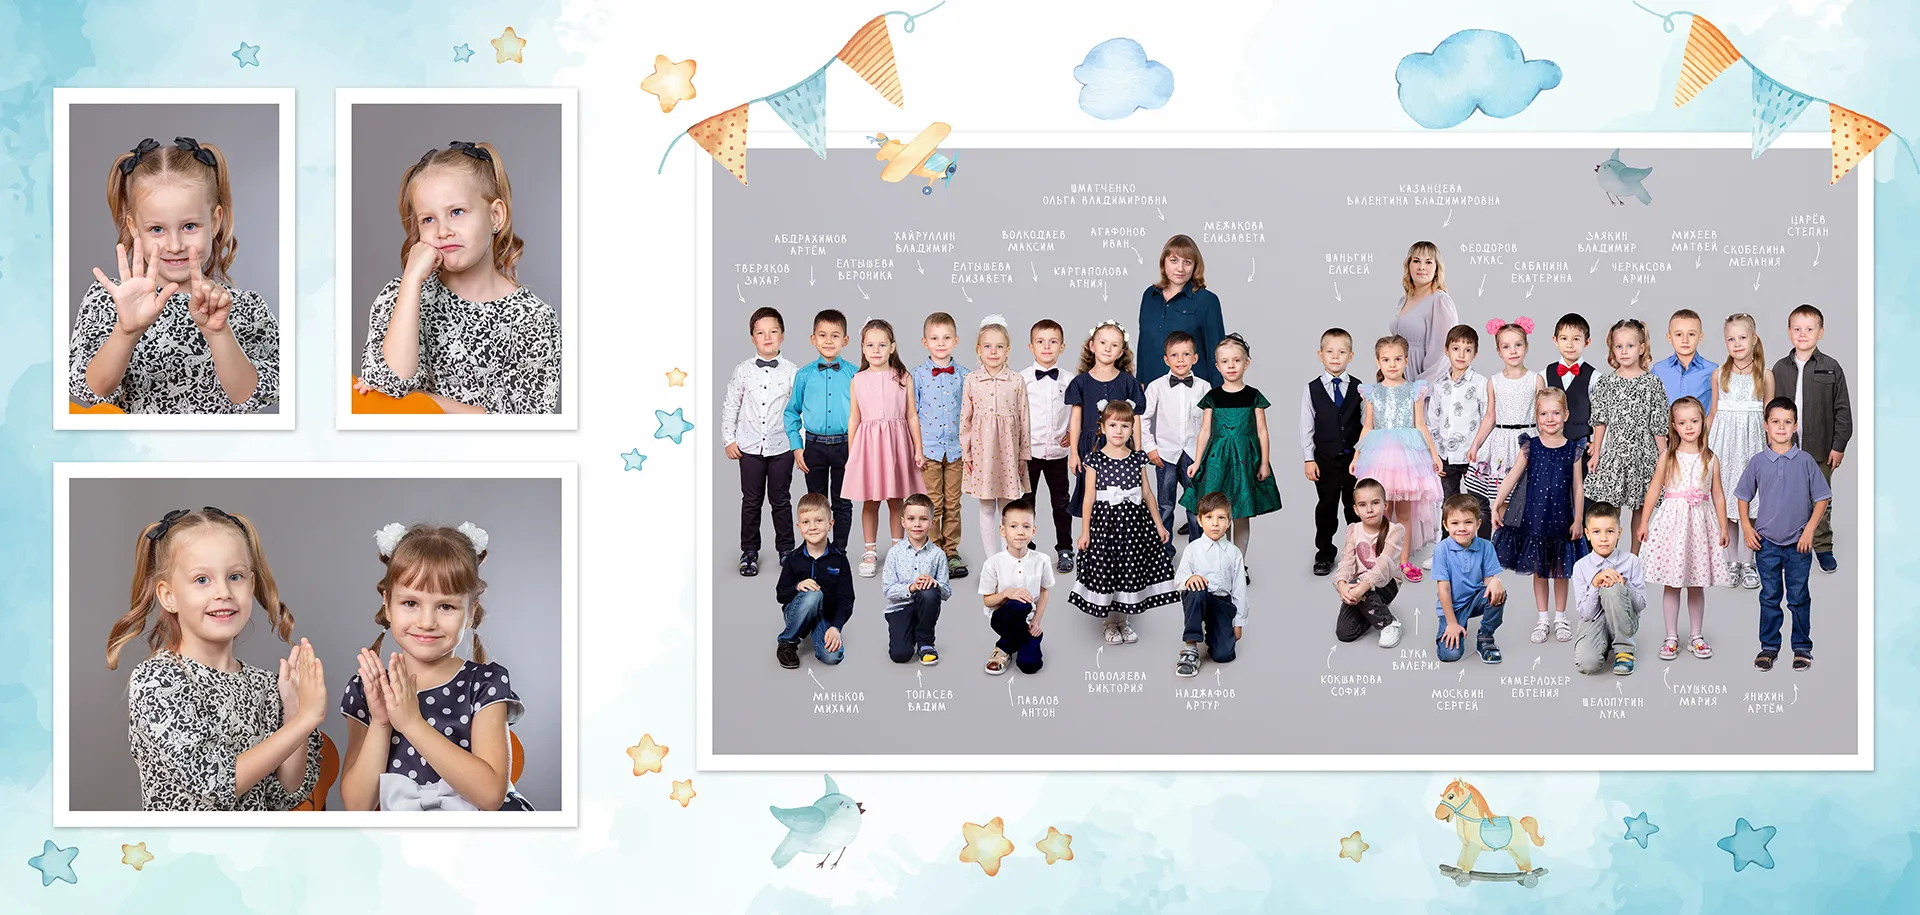 ШМАТЧЕНКО
ОЛЬГА ВЛАДИМИРОВНА
КАЗАНЦЕВА
ВАЛЕНТИНА ВЛАДИМИРОВНА
ТВЕРЯКОВ
ЗАХАР
АБДРАХИМОВ
АРТЁМ
ЕЛТЫШЕВА
ВЕРОНИКА
ХАЙРУЛЛИН
ВЛАДИМИР
ЕЛТЫШЕВА
ЕЛИЗАВЕТА
ВОЛКОДАЕВ
МАКСИМ
КАРГАПОЛОВА
АГНИЯ
АГАФОНОВ
ИВАН
МЕЖАКОВА
ЕЛИЗАВЕТА
ШАНЬГИН
ЕЛИСЕЙ
ФЕОДОРОВ
ЛУКАС
САБАНИНА
ЕКАТЕРИНА
ЗАЯКИН
ВЛАДИМИР
ЧЕРКАСОВА
АРИНА
МИХЕЕВ
МАТВЕЙ
СКОБЕЛИНА
МЕЛАНИЯ
ЦАРЁВ
СТЕПАН
МАНЬКОВ
МИХАИЛ
ТОПАСЕВ
ВАДИМ
ПАВЛОВ
АНТОН
ПОВОЛЯЕВА
ВИКТОРИЯ
НАДЖАФОВ
АРТУР
КОКШАРОВА
СОФИЯ
ДУКА
ВАЛЕРИЯ
МОСКВИН
СЕРГЕЙ
КАМЕРЛОХЕР
ЕВГЕНИЯ
ШЕЛОПУГИН
ЛУКА
ГЛУШКОВА
МАРИЯ
ЯНИХИН
АРТЁМ